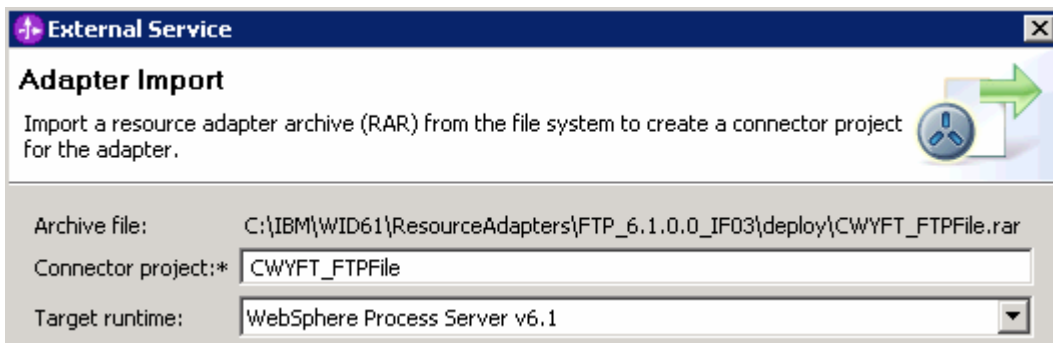 External Service
Adapter Import
Import a resource adapter archive (RAR) from the file system to create a connector project
for the adapter.
Archive file: C:\IBM\WID61\ResourceAdapters\FTP_6.1.0.0_IF03\deploy\CWYFT_FTPFile.rar
Connector project:* CWYFT_FTPFile
Target runtime: WebSphere Process Server v6.1